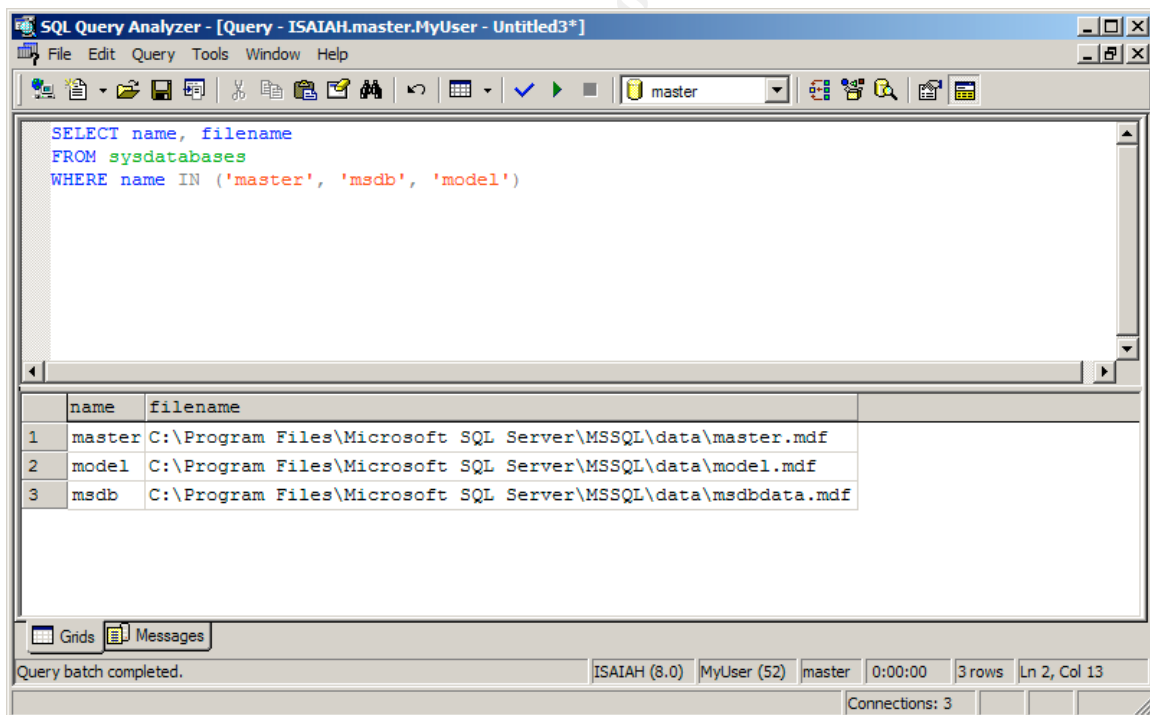 SQL Query Analyzer - [Query - ISAIAH.master.MyUser - Untitled3*]
File Edit Query Tools Window Help
master
SELECT name, filename
FROM sysdatabases
WHERE name IN ('master', 'msdb', 'model')
name filename
1 master C:\Program Files\Microsoft SQL Server\MSSQL\data\master.mdf
2 model C:\Program Files\Microsoft SQL Server\MSSQL\data\model.mdf
3 msdb C:\Program Files\Microsoft SQL Server\MSSQL\data\msdbdata.mdf
Grids Messages
Query batch completed. ISAIAH (8.0) MyUser (52) master 0:00:00 3 rows Ln 2, Col 13
Connections: 3